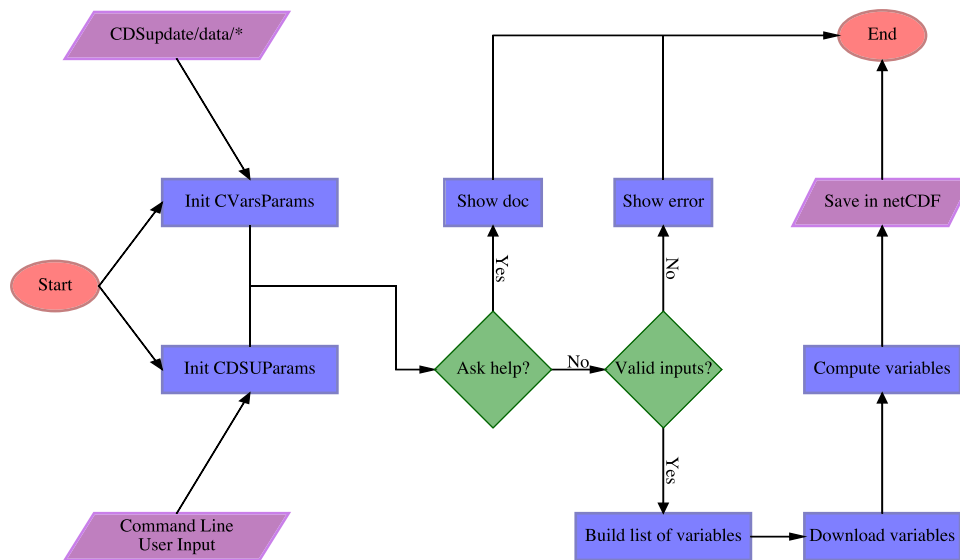 CDSupdate/data/*
End
Init CVarsParams
Show doc
Show error
Save in netCDF
Yes
No
Start
Init CDSUParams
Ask help?
No
Valid inputs?
Compute variables
Yes
Command Line
User Input
Build list of variables
Download variables